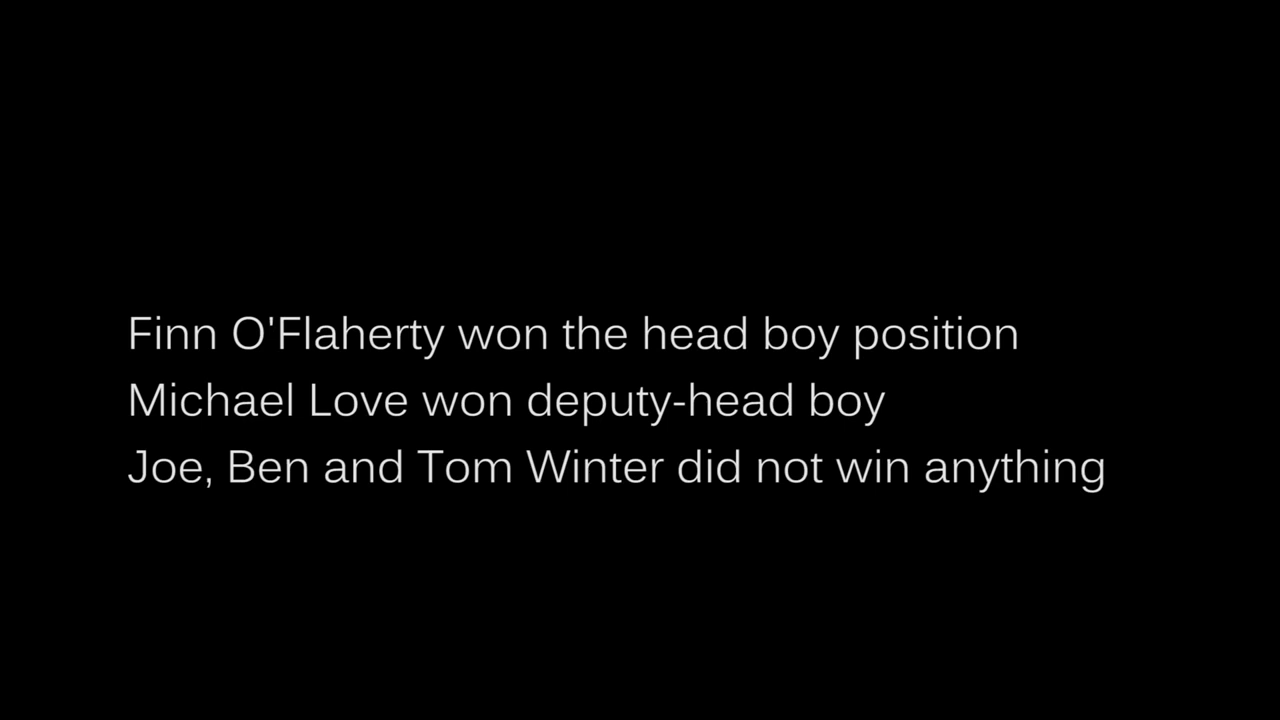 Finn O'Flaherty won the head boy position
Michael Love won deputy-head boy
Joe, Ben and Tom Winter did not win anything